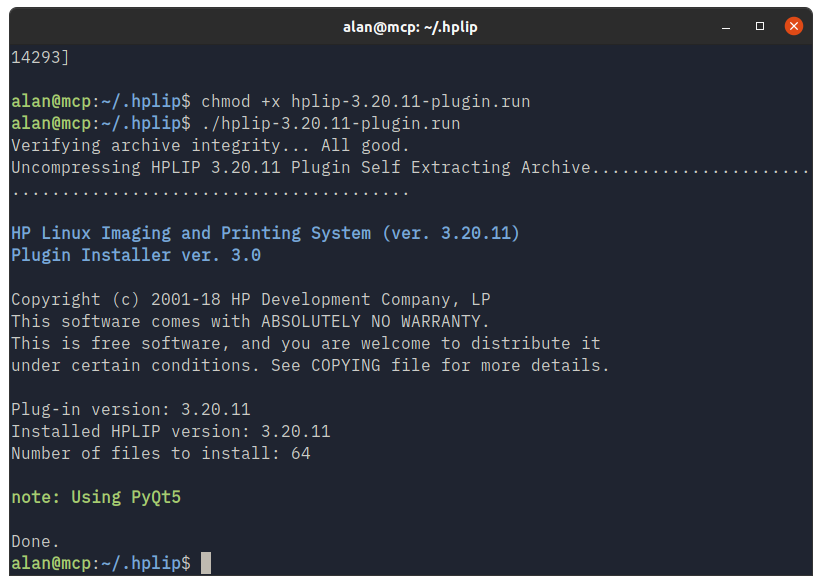 alan@mcp: ~/.hplip
14293]
alan@mcp:~/.hplip$ chmod +x hplip-3.20.11-plugin.run
alan@mcp:~/.hplip$ ./hplip-3.20.11-plugin.run
Verifying archive integrity... All good.
Uncompressing HPLIP 3.20.11 Plugin Self Extracting Archive......................
........................................
HP Linux Imaging and Printing System (ver. 3.20.11)
Plugin Installer ver. 3.0
Copyright (c) 2001-18 HP Development Company, LP
This software comes with ABSOLUTELY NO WARRANTY.
This is free software, and you are welcome to distribute it
under certain conditions. See COPYING file for more details.
Plug-in version: 3.20.11
Installed HPLIP version: 3.20.11
Number of files to install: 64
note: Using PyQt5
Done.
alan@mcp:~/.hplip$